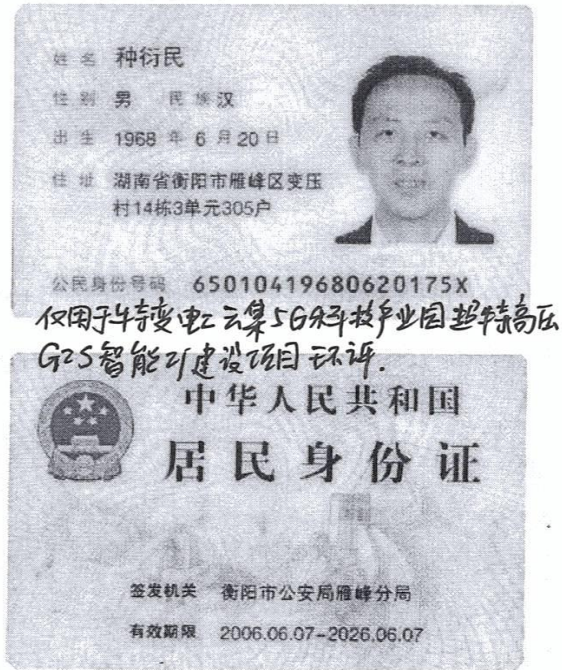 姓名 种衍民
性别 男 民族 汉
出生 1968 年 6 月 20 日
住址 湖南省衡阳市雁峰区变压
村14栋3单元305户
公民身份号码 65010419680620175X
仅用于特变电工云集5G科技产业园超特高压
GIS智能工厂建设项目环评.
中华人民共和国
居民身份证
签发机关 衡阳市公安局雁峰分局
有效期限 2006.06.07-2026.06.07